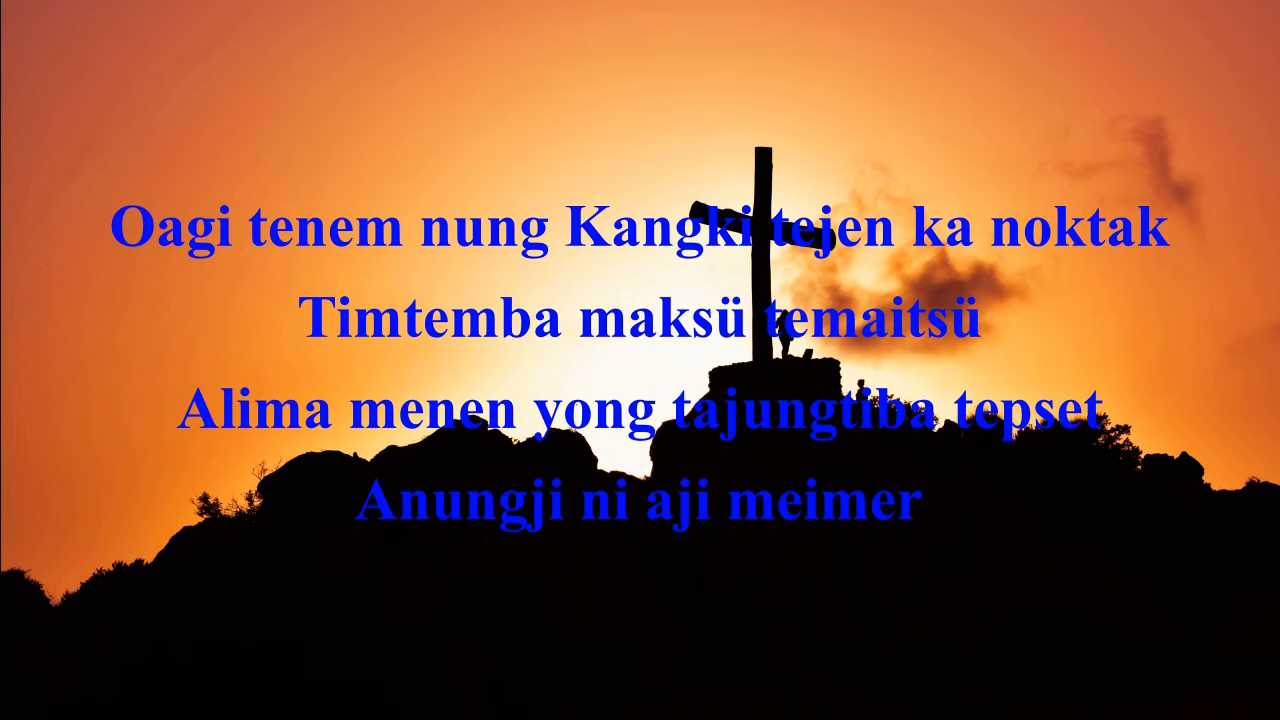 Oagi tenem nung Kangki tejen ka noktak
Timtemba maksü temaitsü
Alima menen yong tajungtiba tepset
Anungji ni aji meimer